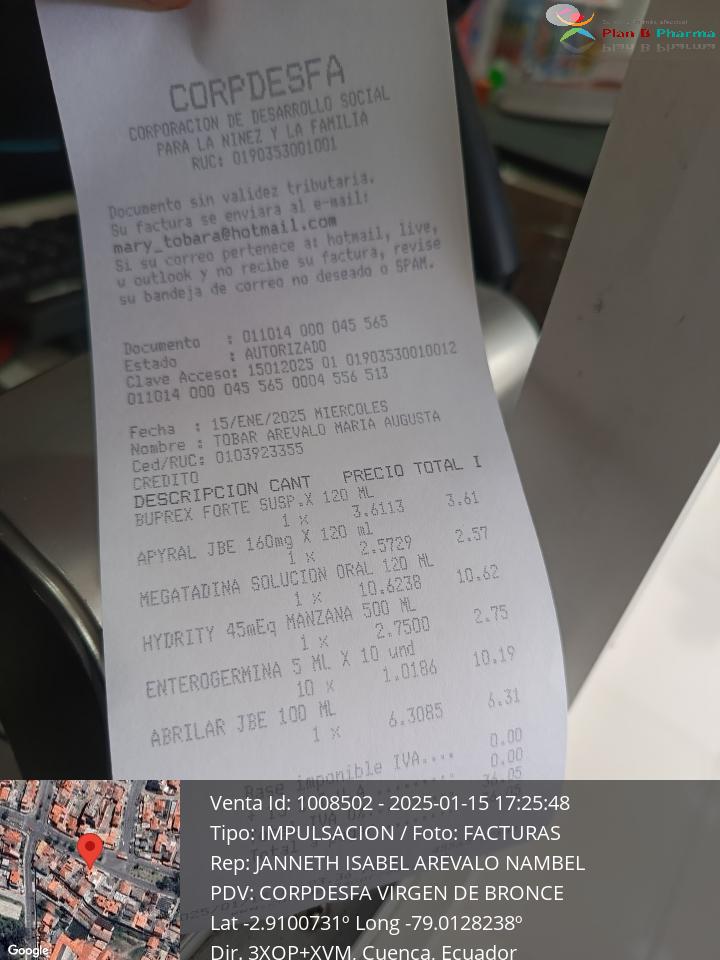 Plan B Pharma
CORPDESFA
CORPORACION DE DESARROLLO SOCIAL
PARA LA NINEZ Y LA FAMILIA
RUC: 0190353001001
Documento sin validez tributaria.
Su factura se enviara al e-mail:
mary_tobara@hotmail.com
Si su correo pertenece a: hotmail, live,
u outlook y no recibe su factura, revise
su bandeja de correo no deseado o SPAM.
Documento : 011014 000 045 565
Estado : AUTORIZADO
Clave Acceso: 15012025 01 01903530010012
011014 000 045 565 0004 556 513
Fecha : 15/ENE/2025 MIERCOLES
Nombre : TOBAR AREVALO MARIA AUGUSTA
Ced/RUC: 0103923355
CREDITO
DESCRIPCION CANT PRECIO TOTAL I
BUPREX FORTE SUSP.X 120 ML
1 x 3.6113 3.61
APYRAL JBE 160mg X 120 ml
1 x 2.5729 2.57
MEGATADINA SOLUCION ORAL 120 ML
1 x 10.6238 10.62
HYDRITY 45mEq MANZANA 500 ML
1 x 2.7500 2.75
ENTEROGERMINA 5 ML X 10 und
10 x 1.0186 10.19
ABRILAR JBE 100 ML
1 x 6.3085 6.31
Base imponible IVA.... 0.00
0.00
36.05
Venta Id: 1008502 - 2025-01-15 17:25:48
Tipo: IMPULSACION / Foto: FACTURAS
Rep: JANNETH ISABEL AREVALO NAMBEL
PDV: CORPDESFA VIRGEN DE BRONCE
Lat -2.9100731º Long -79.0128238º
Dir. 3XQP+XVM, Cuenca, Ecuador
Google